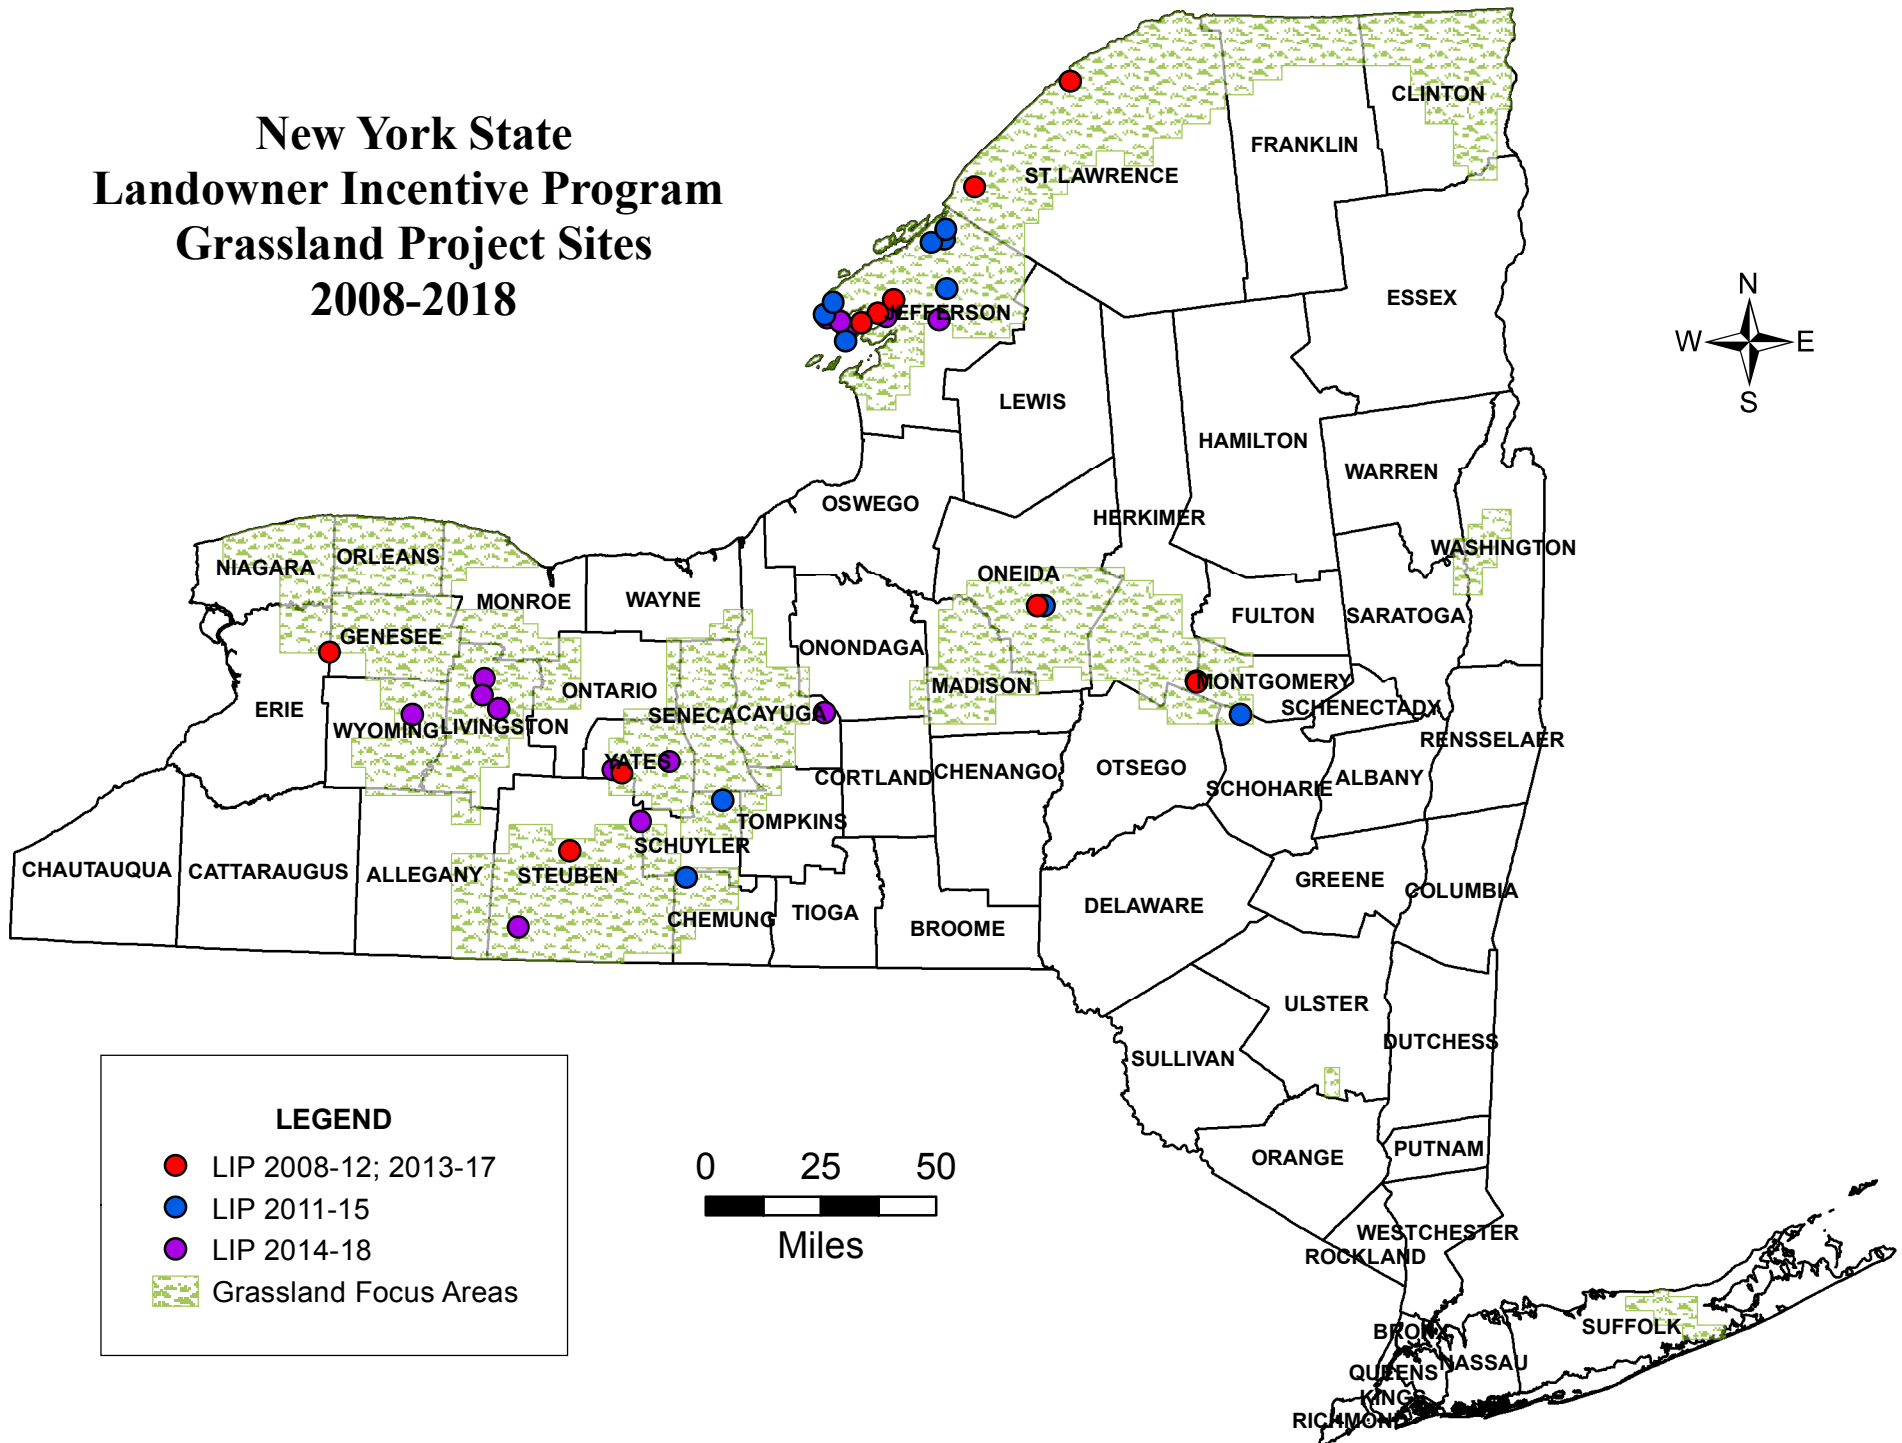 New York State
Landowner Incentive Program
Grassland Project Sites
2008-2018
CLINTON
FRANKLIN
ST LAWRENCE
N
W E
S
ESSEX
JEFFERSON
LEWIS
HAMILTON
WARREN
OSWEGO
HERKIMER
WASHINGTON
NIAGARA
ORLEANS
ONEIDA
MONROE
WAYNE
FULTON
SARATOGA
GENESEE
ONONDAGA
MADISON
MONTGOMERY
ONTARIO
SCHENECTADY
ERIE
WYOMING
LIVINGSTON
SENECA
CAYUGA
RENSSELAER
YATES
CORTLAND
CHENANGO
OTSEGO
SCHOHARIE
ALBANY
TOMPKINS
SCHUYLER
CHAUTAUQUA
CATTARAUGUS
ALLEGANY
STEUBEN
GREENE
COLUMBIA
CHEMUNG
TIOGA
BROOME
DELAWARE
ULSTER
DUTCHESS
SULLIVAN
ORANGE
PUTNAM
WESTCHESTER
ROCKLAND
SUFFOLK
BRONX
NASSAU
QUEENS
KINGS
RICHMOND
LEGEND
LIP 2008-12; 2013-17
LIP 2011-15
LIP 2014-18
Grassland Focus Areas
0 25 50
Miles